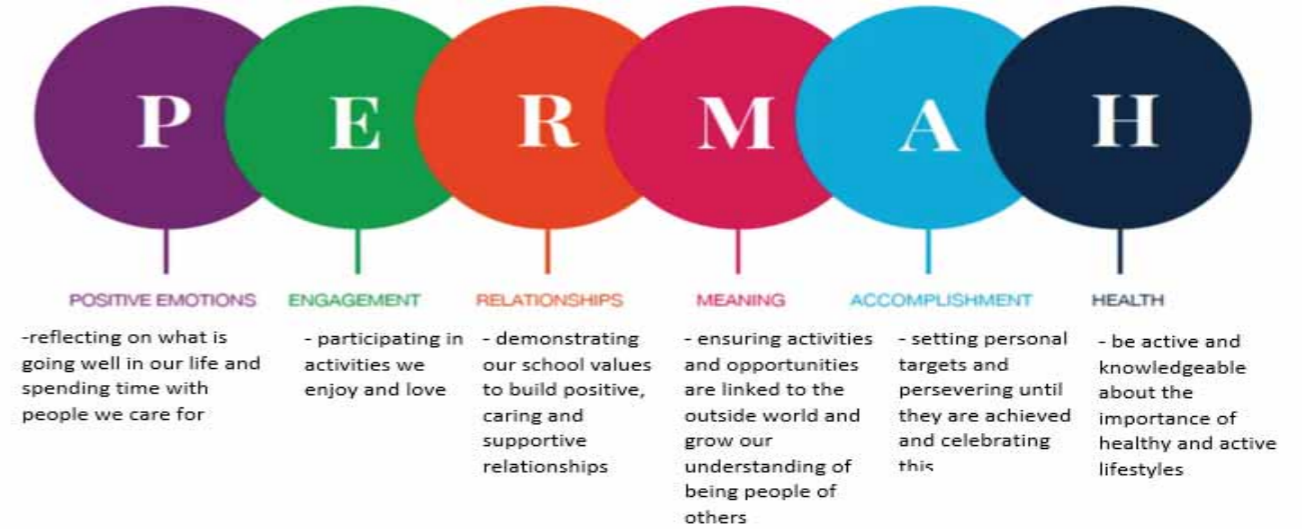 P E R M A H
POSITIVE EMOTIONS
-reflecting on what is
going well in our life and
spending time with
people we care for
ENGAGEMENT
- participating in
activities we
enjoy and love
RELATIONSHIPS
- demonstrating
our school values
to build positive,
caring and
supportive
relationships
MEANING
- ensuring activities
and opportunities
are linked to the
outside world and
grow our
understanding of
being people of
others
ACCOMPLISHMENT
- setting personal
targets and
persevering until
they are achieved
and celebrating
this
HEALTH
- be active and
knowledgeable
about the
importance of
healthy and active
lifestyles